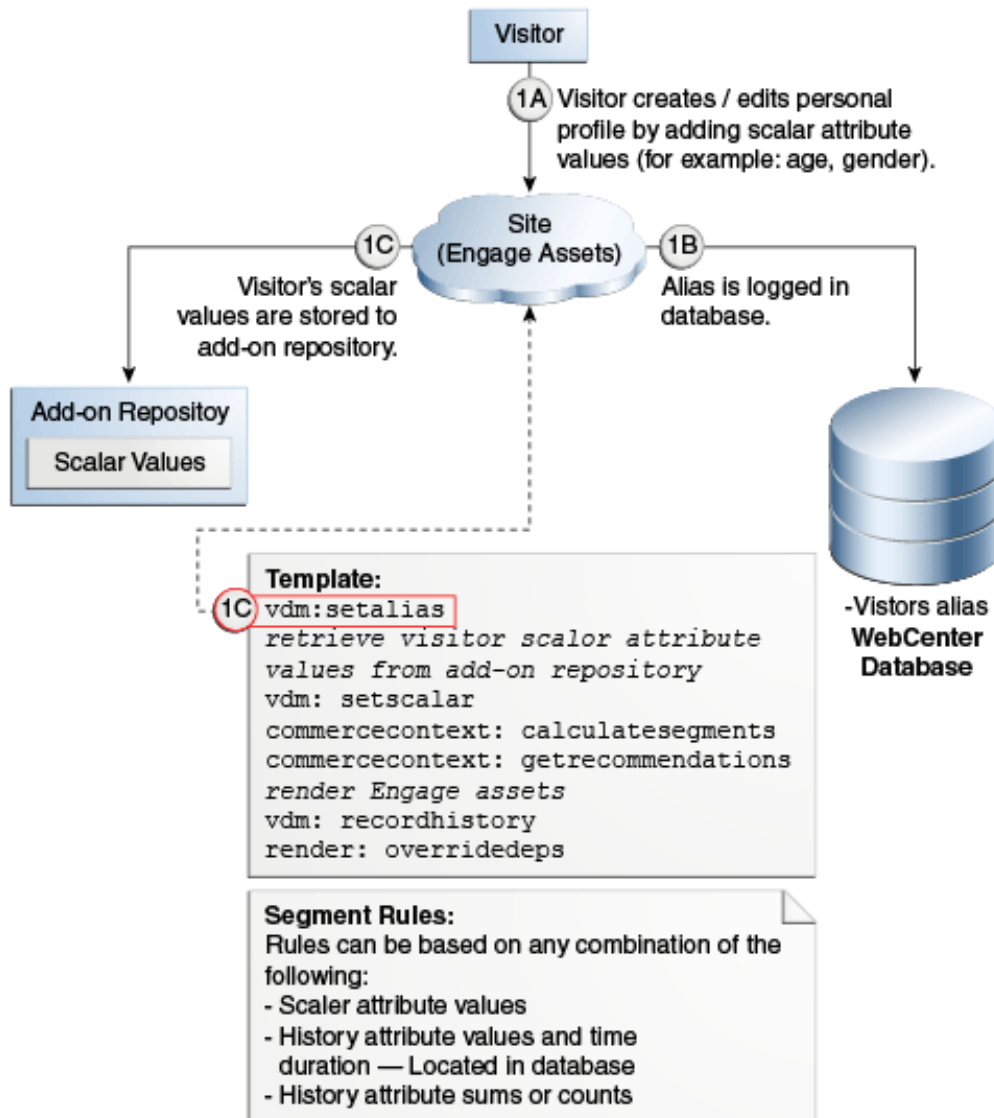 Visitor
1A
Visitor creates / edits personal
profile by adding scalar attribute
values (for example: age, gender).
Site
(Engage Assets)
1C
Visitor's scalar
values are stored to
add-on repository.
1B
Alias is logged in
database.
Add-on Repositoy
Scalar Values
-Vistors alias
WebCenter
Database
Template:
1C
vdm:setalias
retrieve visitor scalor attribute
values from add-on repository
vdm: setscalar
commercecontext: calculatesegments
commercecontext: getrecommendations
render Engage assets
vdm: recordhistory
render: overridedeps
Segment Rules:
Rules can be based on any combination of the
following:
- Scaler attribute values
- History attribute values and time
duration — Located in database
- History attribute sums or counts